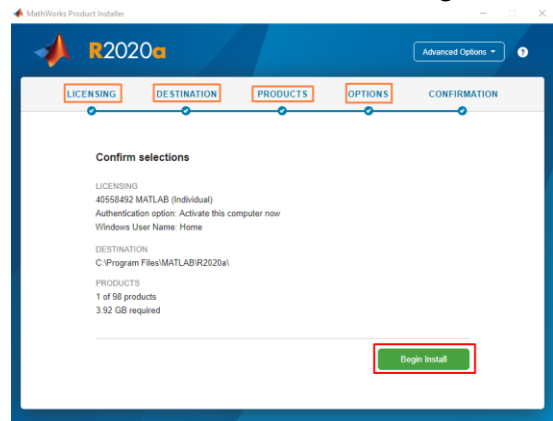 MathWorks Product Installer
R2020a
Advanced Options
?
LICENSING DESTINATION PRODUCTS OPTIONS CONFIRMATION
Confirm selections
LICENSING
40558492 MATLAB (Individual)
Authentication option: Activate this computer now
Windows User Name: Home
DESTINATION
C:\Program Files\MATLAB\R2020a\
PRODUCTS
1 of 98 products
3.92 GB required
Begin Install